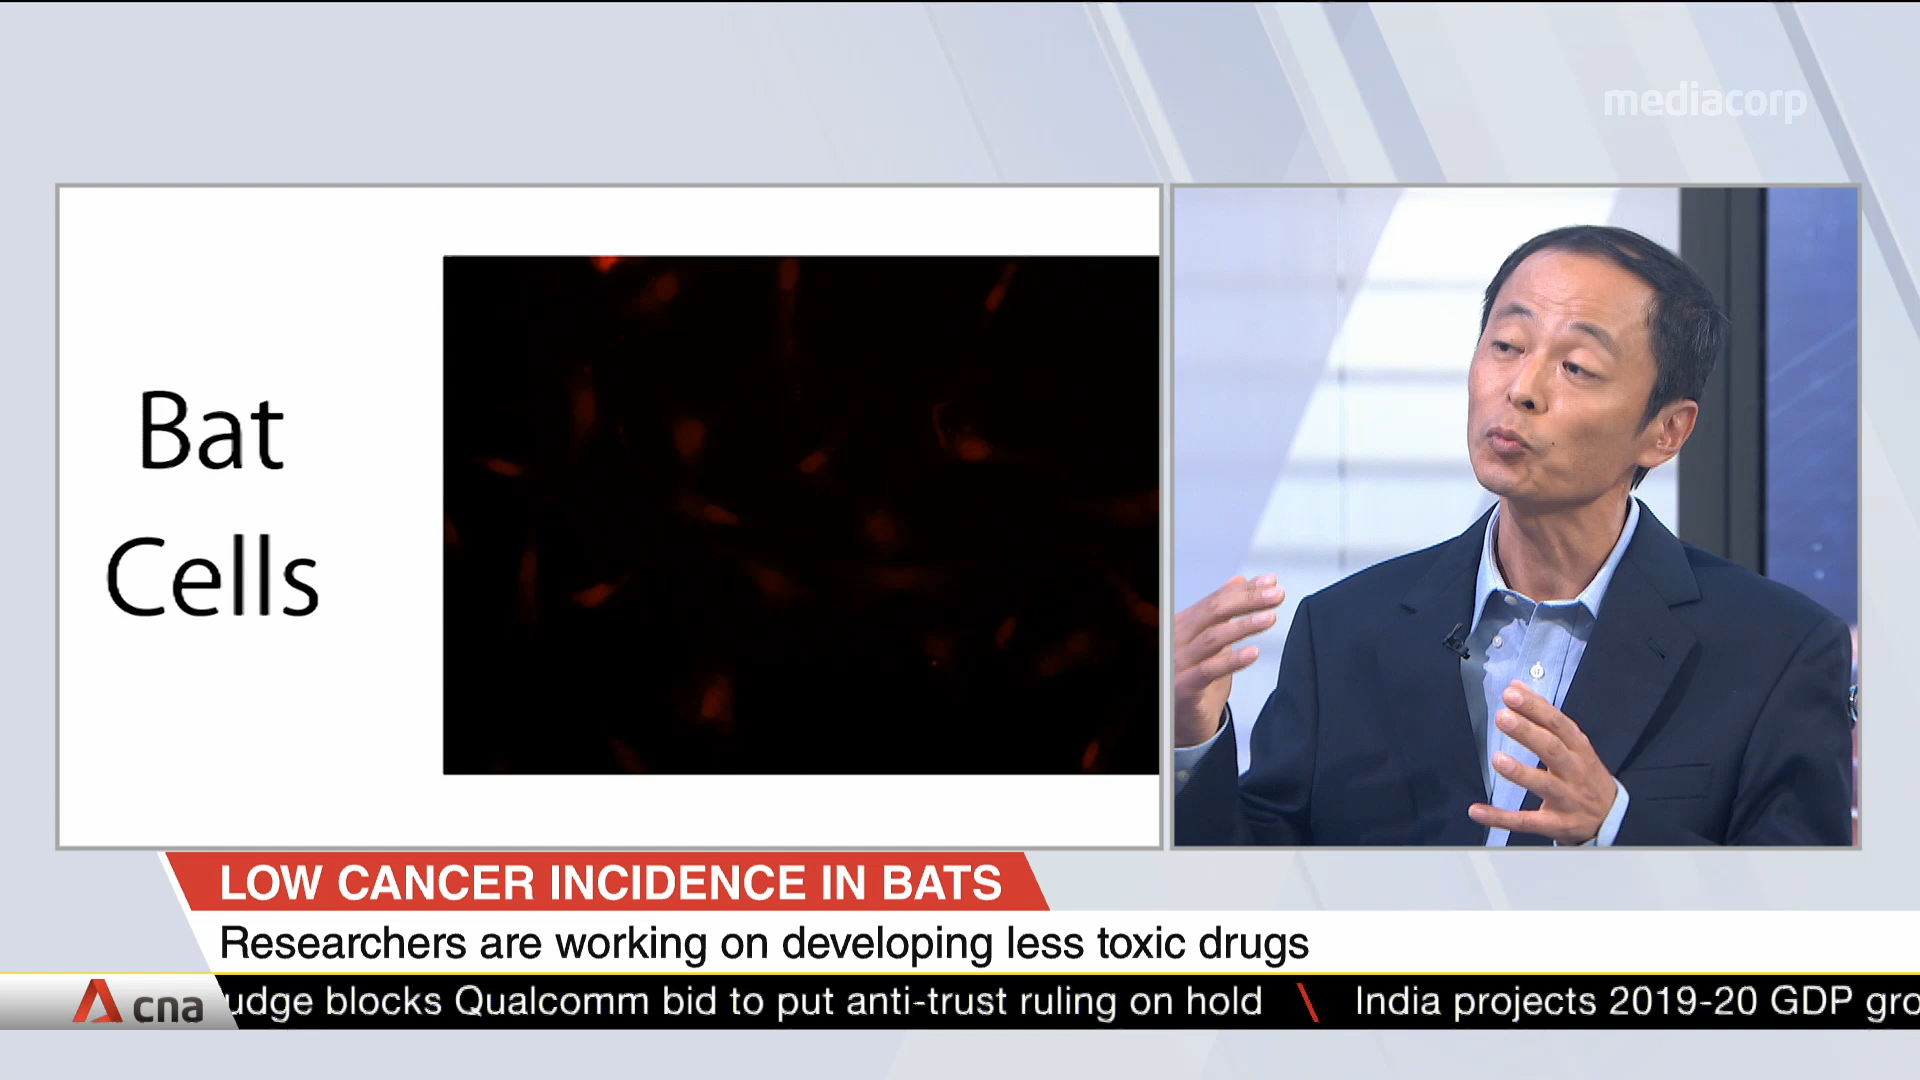 mediacorp
Bat
Cells
LOW CANCER INCIDENCE IN BATS
Researchers are working on developing less toxic drugs
cna
udge blocks Qualcomm bid to put anti-trust ruling on hold \ India projects 2019-20 GDP gro